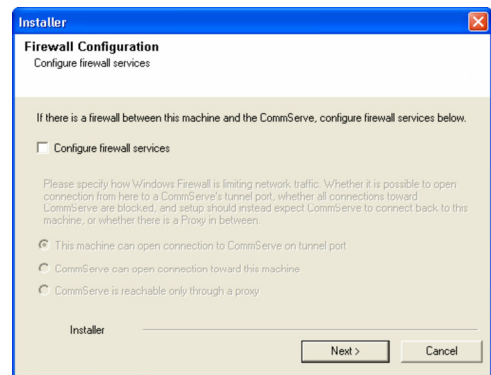 Installer
Firewall Configuration
Configure firewall services
If there is a firewall between this machine and the CommServe, configure firewall services below.
Configure firewall services
Please specify how Windows Firewall is limiting network traffic. Whether it is possible to open
connection from here to a CommServe's tunnel port, whether all connections toward
CommServe are blocked, and setup should instead expect CommServe to connect back to this
machine, or whether there is a Proxy in between.
This machine can open connection to CommServe on tunnel port
CommServe can open connection toward this machine
CommServe is reachable only through a proxy
Installer
Next >
Cancel